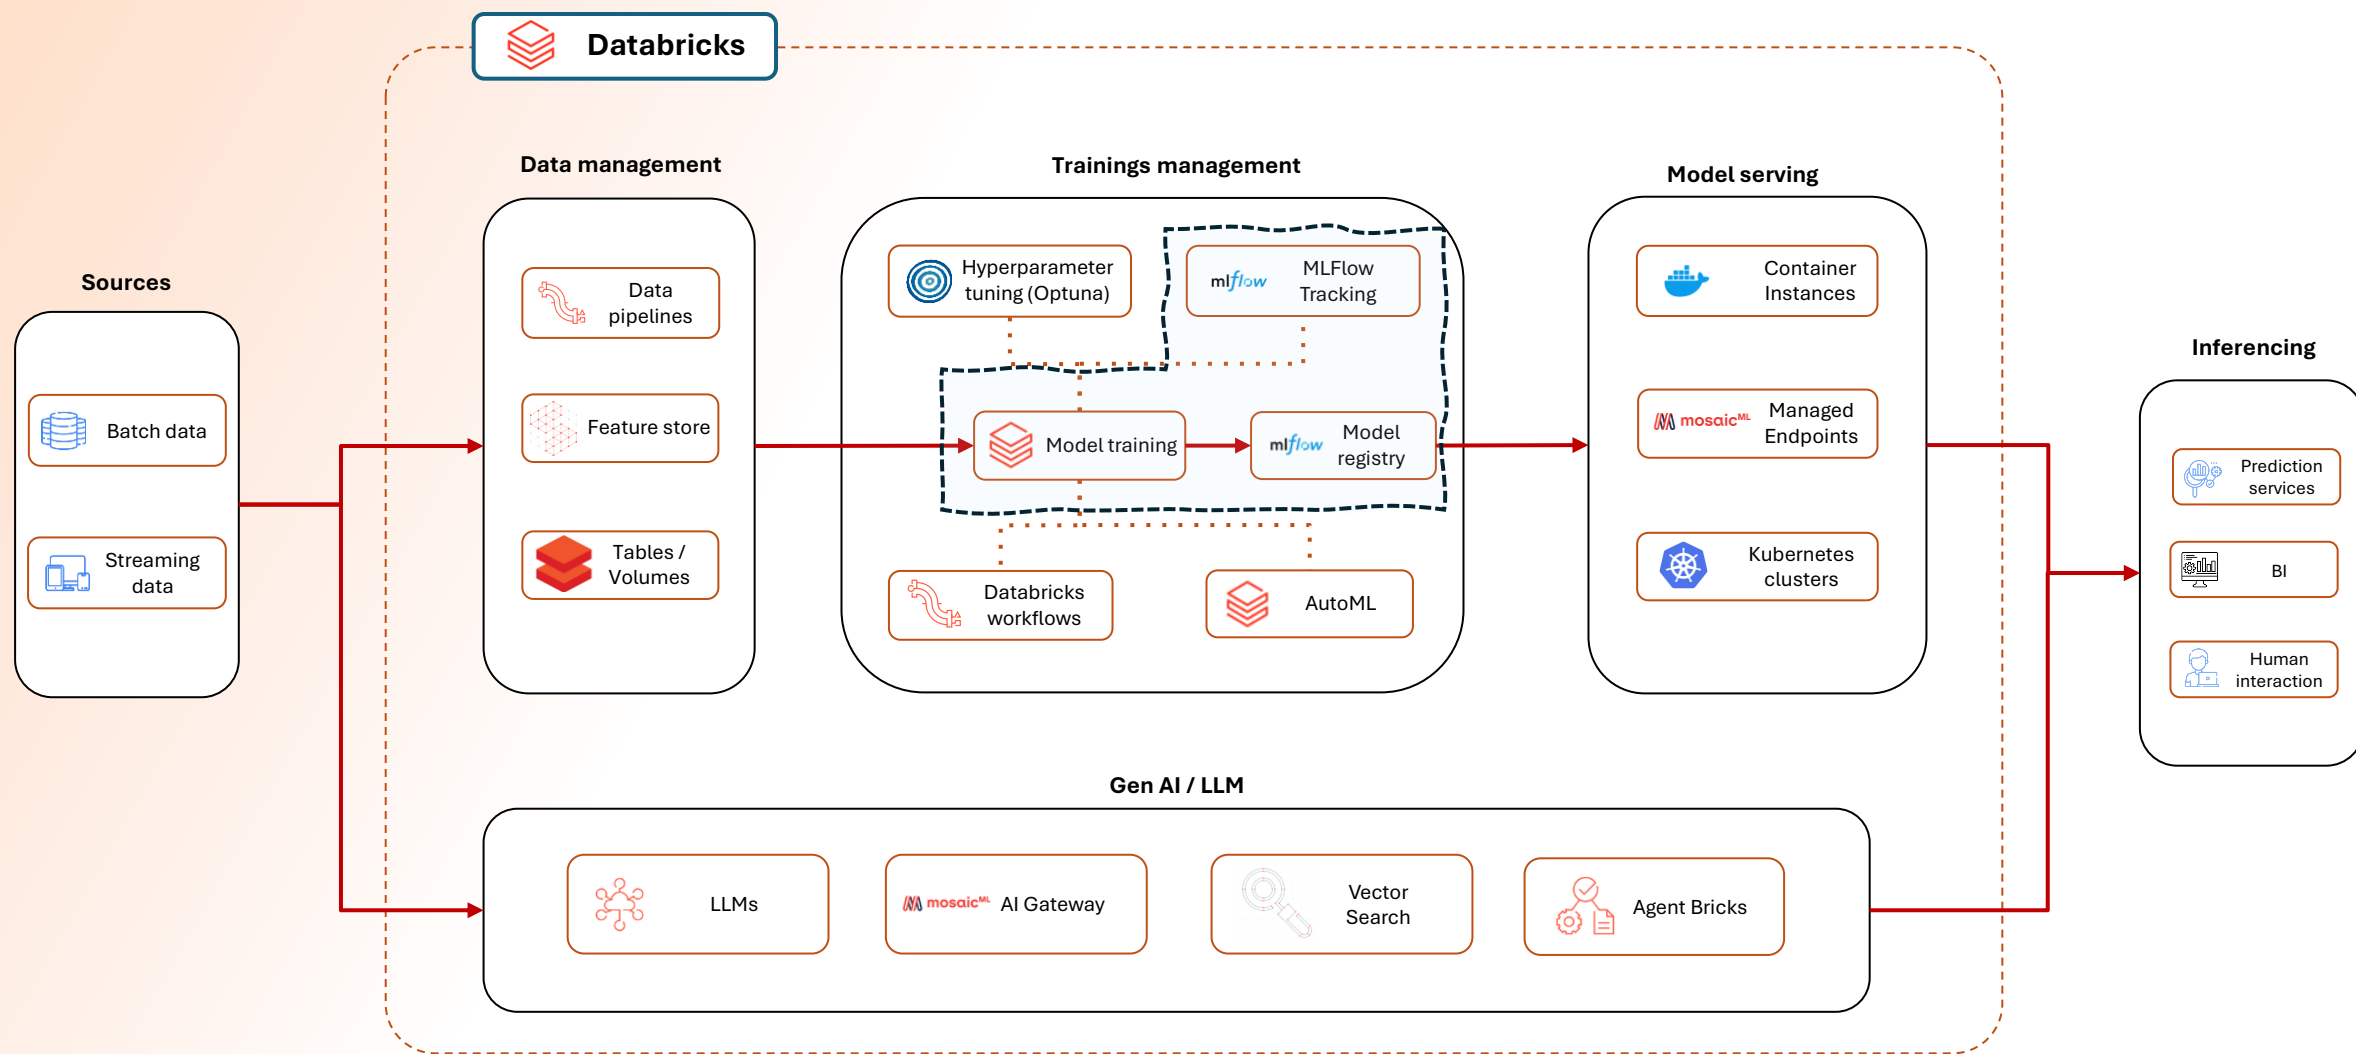 Databricks
Data management
Trainings management
Model serving
Sources
Inferencing
Batch data
Streaming
data
Data
pipelines
Feature store
Tables /
Volumes
Hyperparameter
tuning (Optuna)
mlflow
MLFlow
Tracking
Model training
mlflow
Model
registry
Databricks
workflows
AutoML
Container
Instances
mosaicML
Managed
Endpoints
Kubernetes
clusters
Prediction
services
BI
Human
interaction
Gen AI / LLM
LLMs
mosaicML AI Gateway
Vector
Search
Agent Bricks